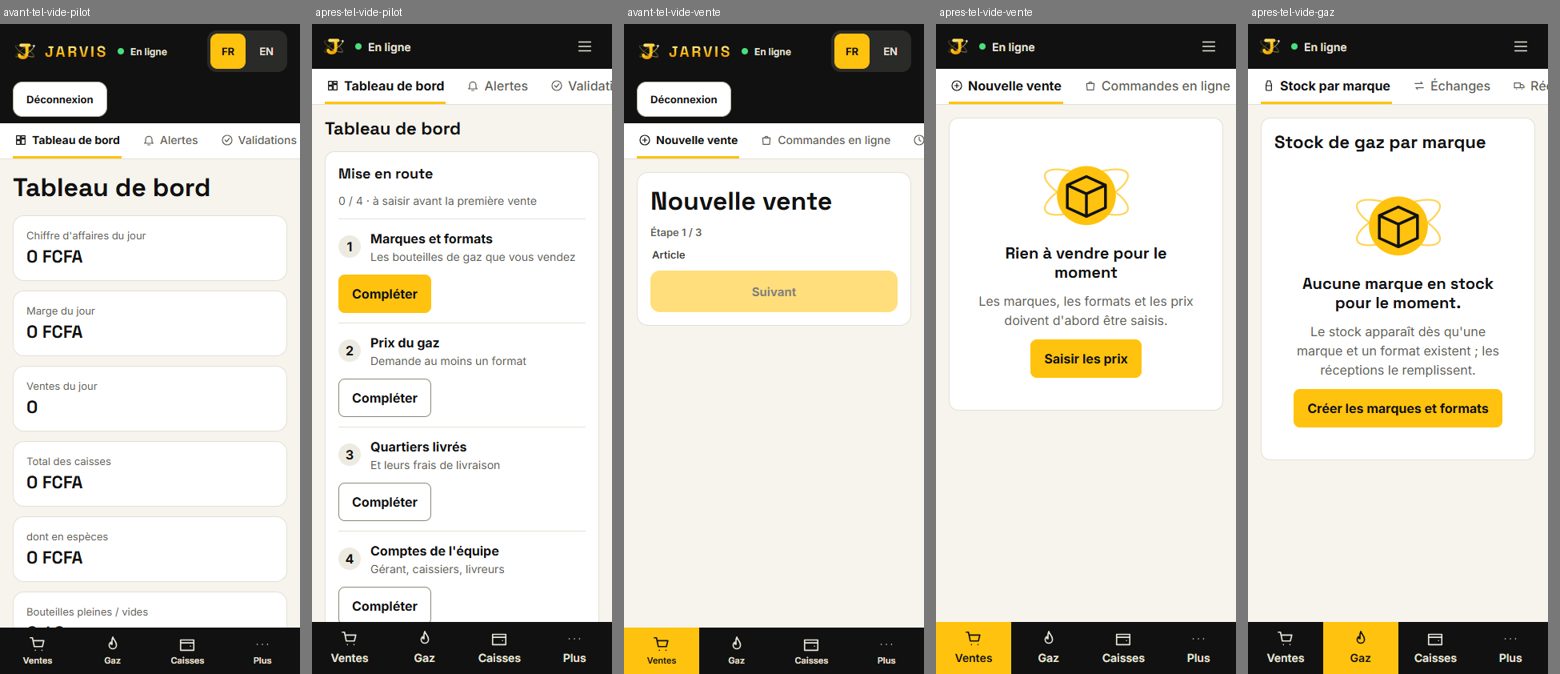 avant-tel-vide-pilot
JARVIS
En ligne
FR
EN
Déconnexion
Tableau de bord
Alertes
Validations
Tableau de bord
Chiffre d'affaires du jour
0 FCFA
Marge du jour
0 FCFA
Ventes du jour
0
Total des caisses
0 FCFA
dont en espèces
0 FCFA
Bouteilles pleines / vides
Ventes
Gaz
Caisses
Plus
apres-tel-vide-pilot
En ligne
Tableau de bord
Alertes
Validati
Tableau de bord
Mise en route
0 / 4 · à saisir avant la première vente
1
Marques et formats
Les bouteilles de gaz que vous vendez
Compléter
2
Prix du gaz
Demande au moins un format
Compléter
3
Quartiers livrés
Et leurs frais de livraison
Compléter
4
Comptes de l'équipe
Gérant, caissiers, livreurs
Compléter
Ventes
Gaz
Caisses
Plus
avant-tel-vide-vente
JARVIS
En ligne
FR
EN
Déconnexion
Nouvelle vente
Commandes en ligne
Nouvelle vente
Étape 1 / 3
Article
Suivant
Ventes
Gaz
Caisses
Plus
apres-tel-vide-vente
En ligne
Nouvelle vente
Commandes en ligne
Rien à vendre pour le
moment
Les marques, les formats et les prix
doivent d'abord être saisis.
Saisir les prix
Ventes
Gaz
Caisses
Plus
apres-tel-vide-gaz
En ligne
Stock par marque
Échanges
Réc
Stock de gaz par marque
Aucune marque en stock
pour le moment.
Le stock apparaît dès qu'une
marque et un format existent ; les
réceptions le remplissent.
Créer les marques et formats
Ventes
Gaz
Caisses
Plus